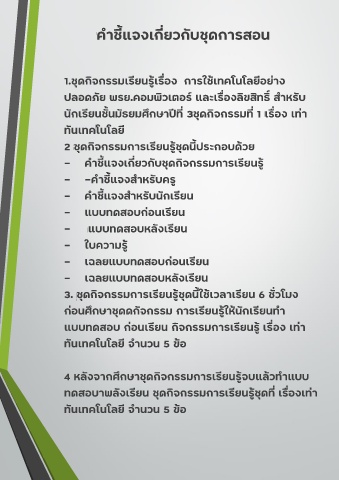 คำชี้แจงเกี่ยวกับชุดการสอน
1.ชุดกิจกรรมเรียนรู้เรื่อง การใช้เทคโนโลยีอย่าง
ปลอดภัย พรย.คอมพิวเตอร์ และเรื่องลิขสิทธิ์ สำหรับ
นักเรียนชั้นมัธยมศึกษาปีที่ 3ชุดกิจกรรมที่ 1 เรื่อง เท่า
ทันเทคโนโลยี
2 ชุดกิจกรรมการเรียนรู้ชุดนี้ประกอบด้วย
- คำชี้แจงเกี่ยวกับชุดกิจกรรมการเรียนรู้
- -คำชี้แจงสำหรับครู
- คำชี้แจงสำหรับนักเรียน
- แบบทดสอบก่อนเรียน
- แบบทดสอบหลังเรียน
- ใบความรู้
- เฉลยแบบทดสอบก่อนเรียน
- เฉลยแบบทดสอบหลังเรียน
3. ชุดกิจกรรมการเรียนรู้ชุดนี้ใช้เวลาเรียน 6 ชั่วโมง
ก่อนศึกษาชุดดกัจกรรม การเรียนรู้ให้นักเรียนทำ
แบบทดสอบ ก่อนเรียน กิจกรรมการเรียนรู้ เรื่อง เท่า
ทันเทคโนโลยี จำนวน 5 ข้อ
4 หลังจากศึกษาชุดกิจกรรมการเรียนรู้จบแล้วทำแบบ
ทดสอบาพลังเรียน ชุดกิจกรรมการเรียนรู้ชุดที่ เรื่องเท่า
ทันเทคโนโลยี จำนวน 5 ข้อ